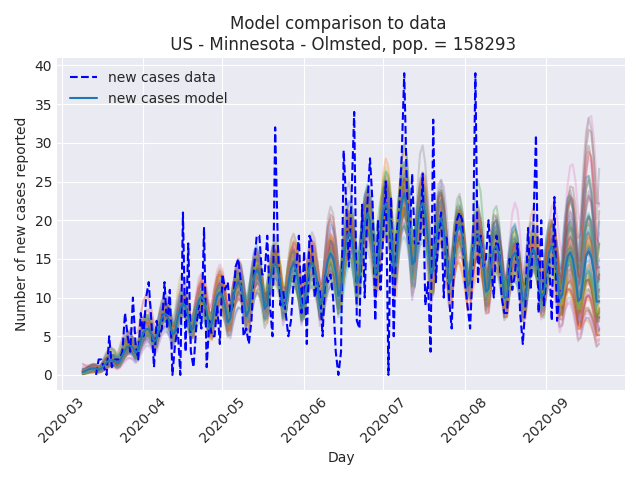 Model comparison to data
US - Minnesota - Olmsted, pop. = 158293
new cases data
new cases model
Number of new cases reported
40
35
30
25
20
15
10
5
0
2020-03
2020-04
2020-05
2020-06
2020-07
2020-08
2020-09
Day